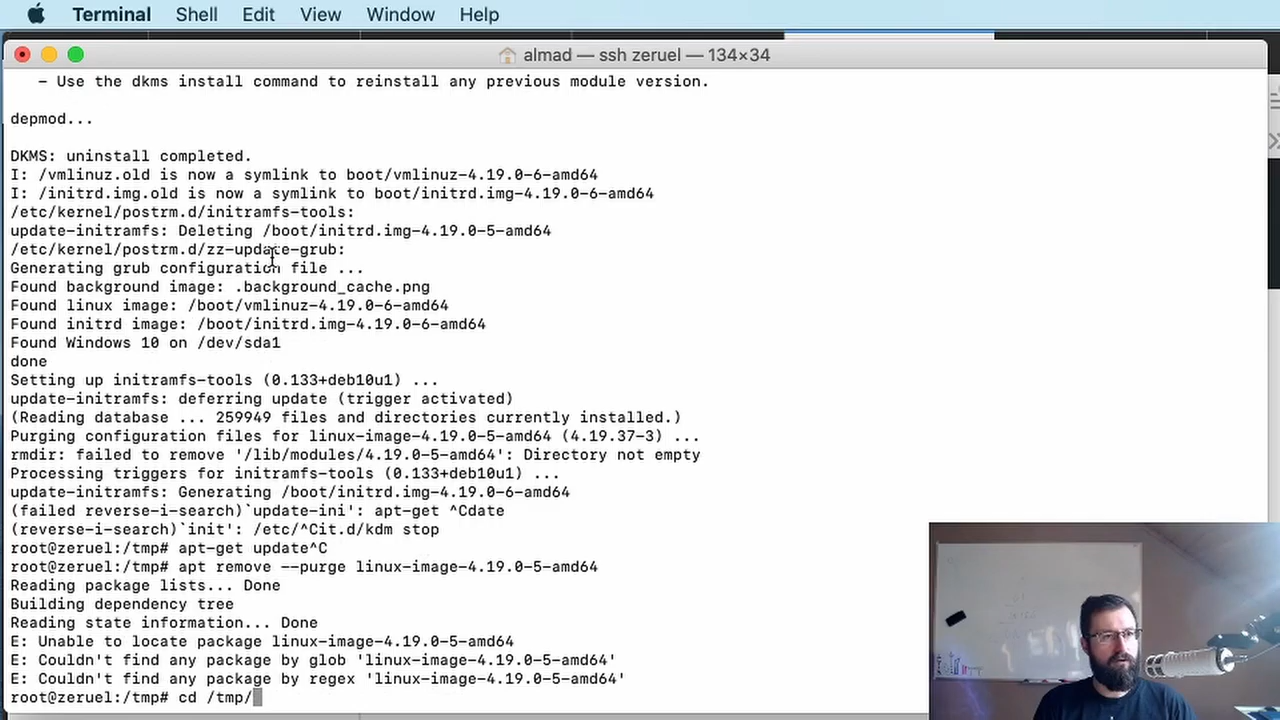 Terminal Shell Edit View Window Help
almad — ssh zeruel — 134×34
– Use the dkms install command to reinstall any previous module version.
depmod...
DKMS: uninstall completed.
I: /vmlinuz.old is now a symlink to boot/vmlinuz-4.19.0-6-amd64
I: /initrd.img.old is now a symlink to boot/initrd.img-4.19.0-6-amd64
/etc/kernel/postrm.d/initramfs-tools:
update-initramfs: Deleting /boot/initrd.img-4.19.0-5-amd64
/etc/kernel/postrm.d/zz-update-grub:
Generating grub configuration file ...
Found background image: .background_cache.png
Found linux image: /boot/vmlinuz-4.19.0-6-amd64
Found initrd image: /boot/initrd.img-4.19.0-6-amd64
Found Windows 10 on /dev/sda1
done
Setting up initramfs-tools (0.133+deb10u1) ...
update-initramfs: deferring update (trigger activated)
(Reading database ... 259949 files and directories currently installed.)
Purging configuration files for linux-image-4.19.0-5-amd64 (4.19.37-3) ...
rmdir: failed to remove '/lib/modules/4.19.0-5-amd64': Directory not empty
Processing triggers for initramfs-tools (0.133+deb10u1) ...
update-initramfs: Generating /boot/initrd.img-4.19.0-6-amd64
(failed reverse-i-search)`update-ini': apt-get ^Cdate
(reverse-i-search)`init': /etc/^Cit.d/kdm stop
root@zeruel:/tmp# apt-get update^C
root@zeruel:/tmp# apt remove --purge linux-image-4.19.0-5-amd64
Reading package lists... Done
Building dependency tree
Reading state information... Done
E: Unable to locate package linux-image-4.19.0-5-amd64
E: Couldn't find any package by glob 'linux-image-4.19.0-5-amd64'
E: Couldn't find any package by regex 'linux-image-4.19.0-5-amd64'
root@zeruel:/tmp# cd /tmp/